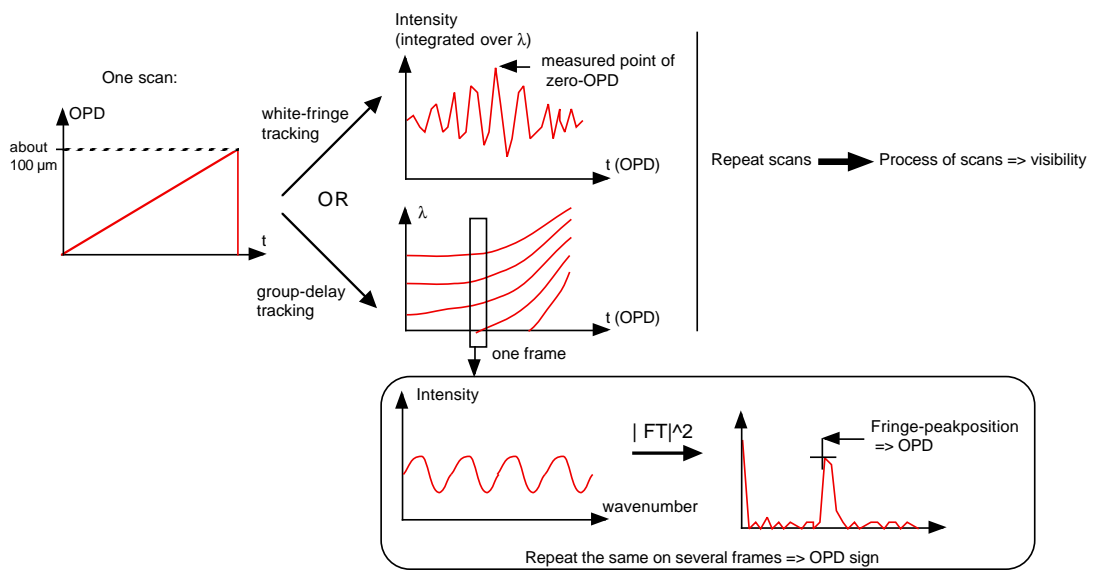 One scan:
OPD
about
100 µm
t
white-fringe
tracking
OR
group-delay
tracking
Intensity
(integrated over λ)
measured point of
zero-OPD
t (OPD)
λ
t (OPD)
one frame
Repeat scans
Process of scans => visibility
Intensity
wavenumber
| FT|^2
Fringe-peakposition
=> OPD
Repeat the same on several frames => OPD sign